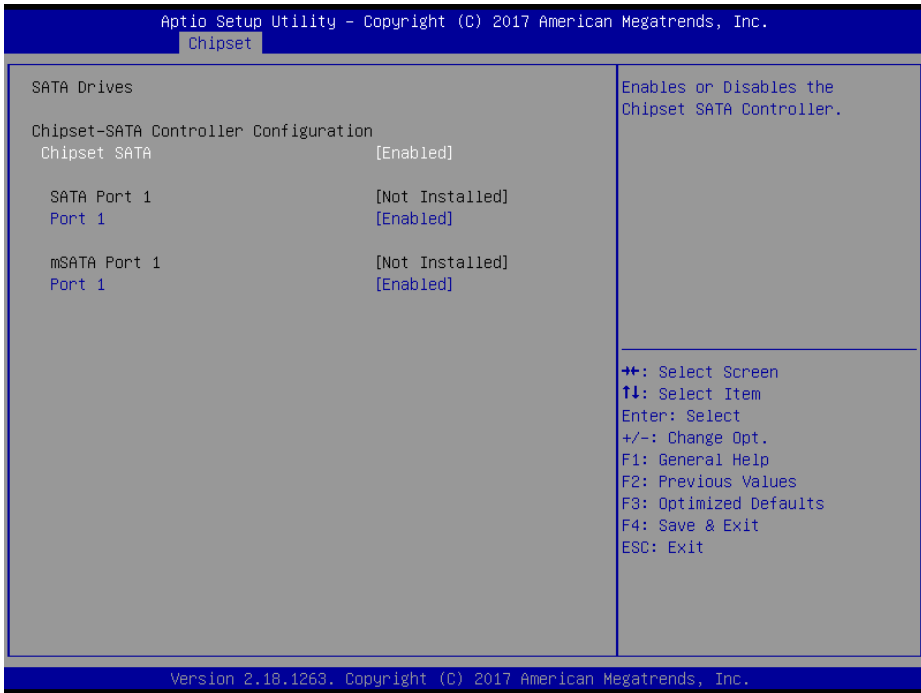 Aptio Setup Utility – Copyright (C) 2017 American Megatrends, Inc.
Chipset
SATA Drives
Chipset-SATA Controller Configuration
Chipset SATA [Enabled]
SATA Port 1 [Not Installed]
Port 1 [Enabled]
mSATA Port 1 [Not Installed]
Port 1 [Enabled]
Enables or Disables the
Chipset SATA Controller.
→←: Select Screen
↑↓: Select Item
Enter: Select
+/-: Change Opt.
F1: General Help
F2: Previous Values
F3: Optimized Defaults
F4: Save & Exit
ESC: Exit
Version 2.18.1263. Copyright (C) 2017 American Megatrends, Inc.